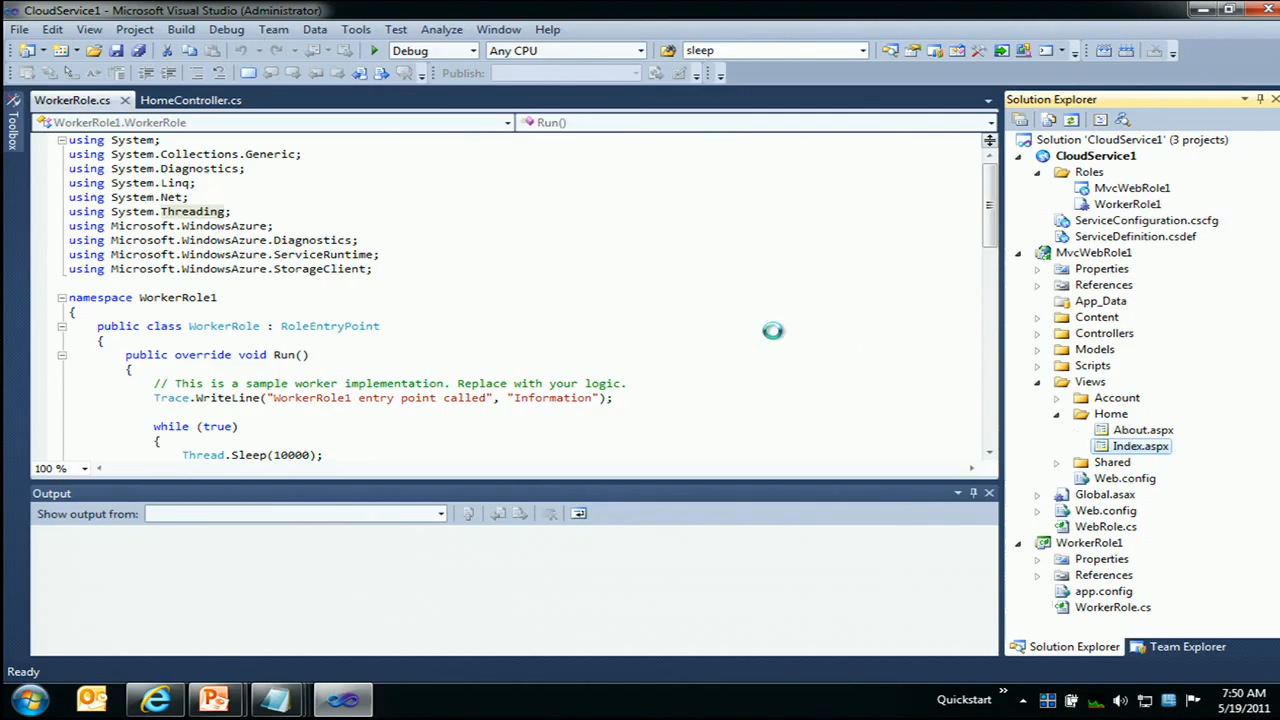 CloudService1 - Microsoft Visual Studio (Administrator)
File Edit View Project Build Debug Team Data Tools Test Analyze Window Help
Debug Any CPU sleep
Publish:
Toolbox
WorkerRole.cs HomeController.cs
WorkerRole1.WorkerRole Run()
using System;
using System.Collections.Generic;
using System.Diagnostics;
using System.Linq;
using System.Net;
using System.Threading;
using Microsoft.WindowsAzure;
using Microsoft.WindowsAzure.Diagnostics;
using Microsoft.WindowsAzure.ServiceRuntime;
using Microsoft.WindowsAzure.StorageClient;
namespace WorkerRole1
{
public class WorkerRole : RoleEntryPoint
{
public override void Run()
{
// This is a sample worker implementation. Replace with your logic.
Trace.WriteLine("WorkerRole1 entry point called", "Information");
while (true)
{
Thread.Sleep(10000);
100 %
Output
Show output from:
Solution Explorer
Solution 'CloudService1' (3 projects)
CloudService1
Roles
MvcWebRole1
WorkerRole1
ServiceConfiguration.cscfg
ServiceDefinition.csdef
MvcWebRole1
Properties
References
App_Data
Content
Controllers
Models
Scripts
Views
Account
Home
About.aspx
Index.aspx
Shared
Web.config
Global.asax
Web.config
WebRole.cs
WorkerRole1
Properties
References
app.config
WorkerRole.cs
Solution Explorer Team Explorer
Ready
Quickstart
7:50 AM
5/19/2011